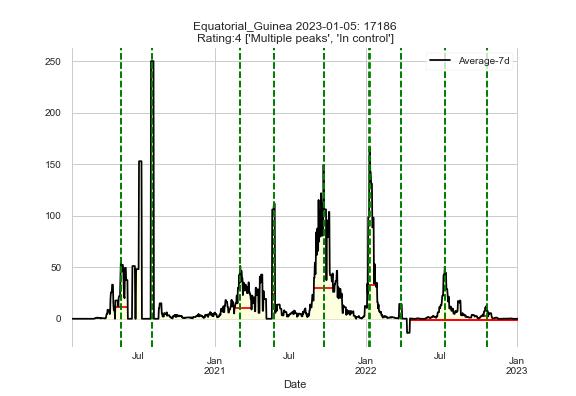 Equatorial_Guinea 2023-01-05: 17186
Rating:4 ['Multiple peaks', 'In control']
Average-7d
250
200
150
100
50
0
Jul
Jan
2021
Jul
Jan
2022
Jul
Jan
2023
Date